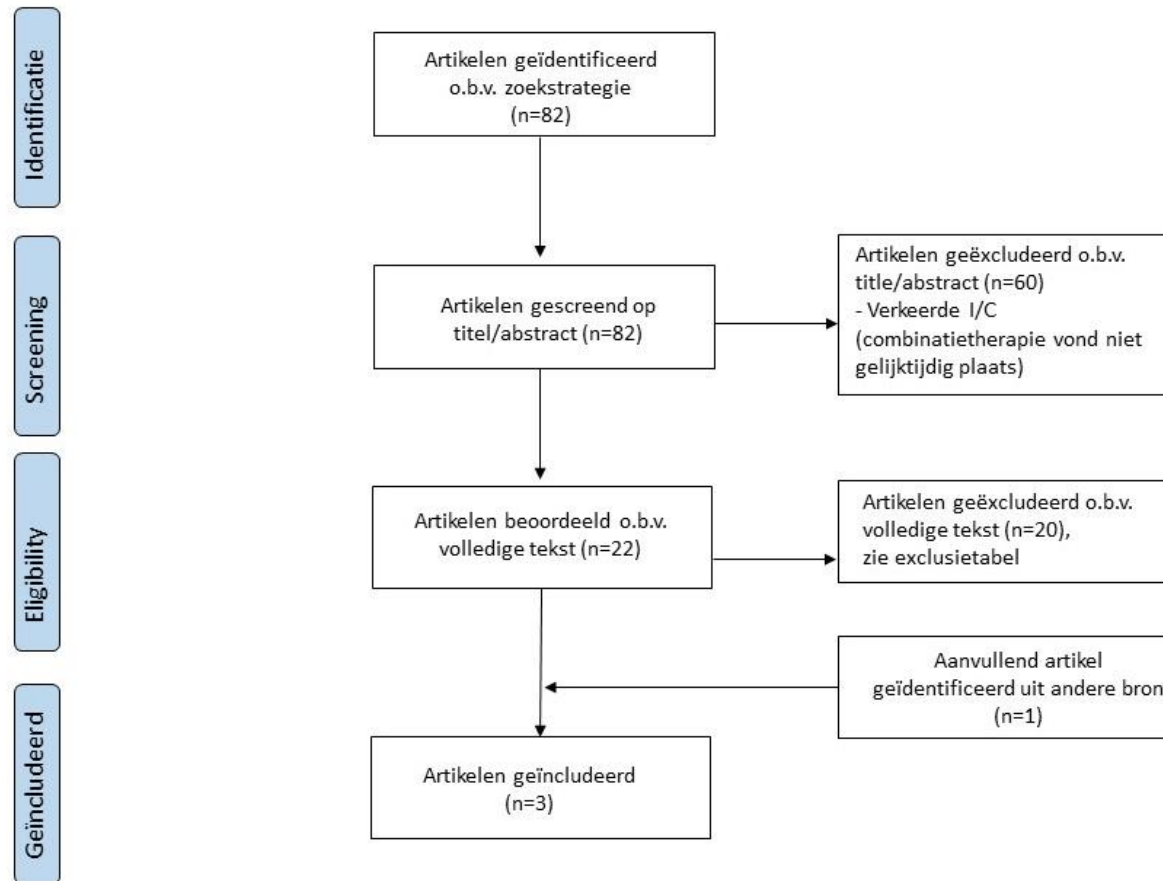 Identificatie
Artikelen geïdentificeerd
o.b.v. zoekstrategie
(n=82)
Screening
Artikelen gescreend op
titel/abstract (n=82)
Artikelen geëxcludeerd o.b.v.
title/abstract (n=60)
- Verkeerde I/C
(combinatietherapie vond niet
gelijktijdig plaats)
Eligibility
Artikelen beoordeeld o.b.v.
volledige tekst (n=22)
Artikelen geëxcludeerd o.b.v.
volledige tekst (n=20),
zie exclusietabel
Aanvullend artikel
geïdentificeerd uit andere bron
(n=1)
Geïncludeerd
Artikelen geïncludeerd
(n=3)